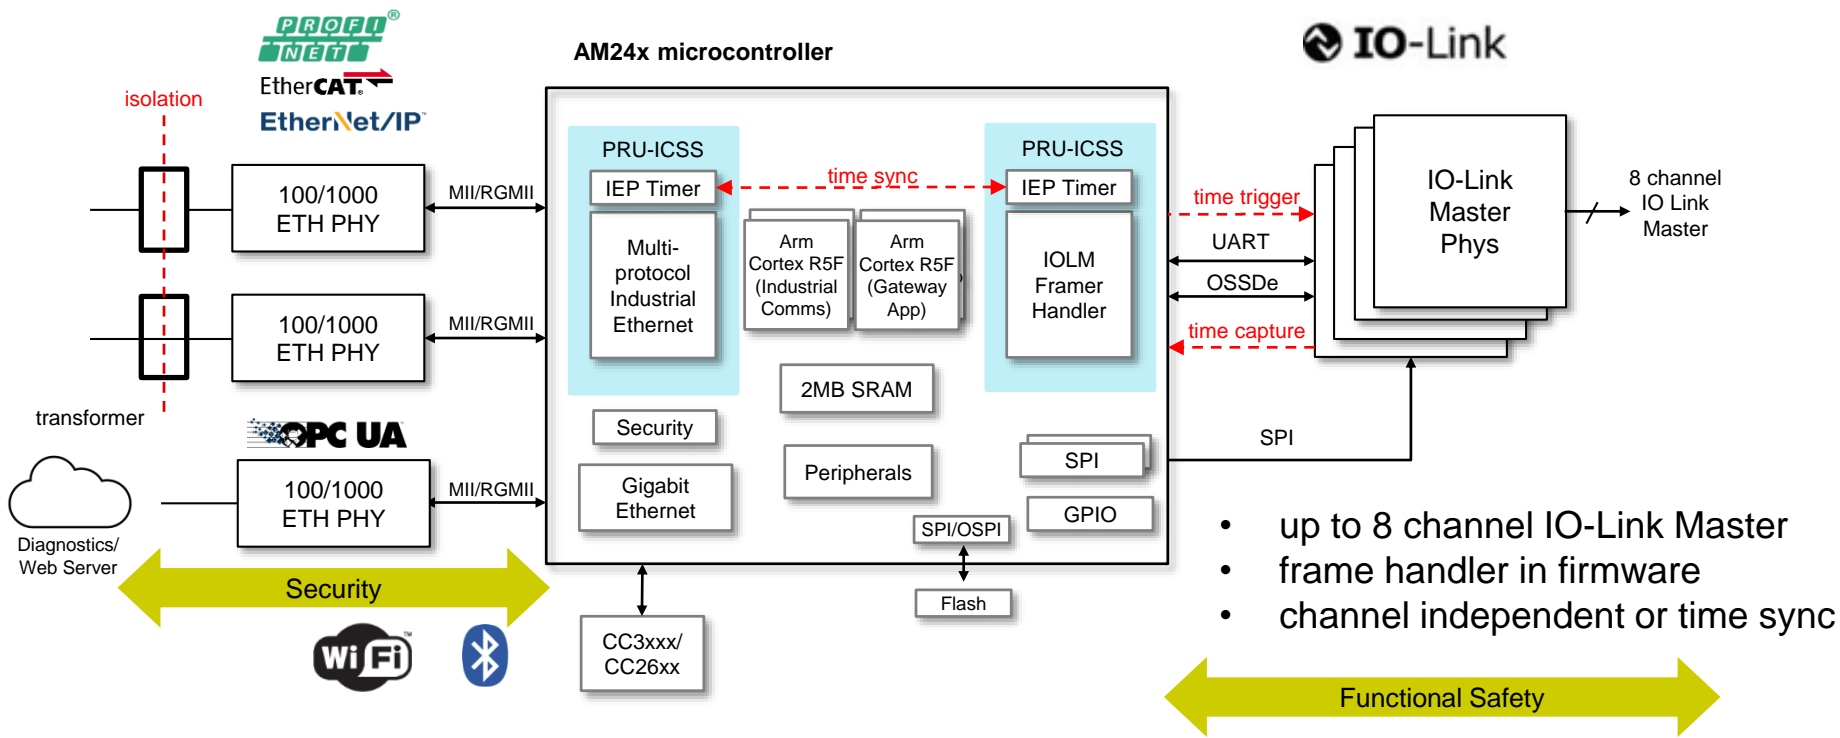 PROFI®
NET
EtherCAT®
EtherNet/IP™
isolation
AM24x microcontroller
IO-Link
PRU-ICSS
IEP Timer
Multi-
protocol
Industrial
Ethernet
time sync
PRU-ICSS
IEP Timer
IOLM
Framer
Handler
Arm
Cortex R5F
(Industrial
Comms)
Arm
Cortex R5F
(Gateway
App)
100/1000
ETH PHY
MII/RGMII
100/1000
ETH PHY
MII/RGMII
time trigger
UART
OSSDe
time capture
IO-Link
Master
Phys
8 channel
IO Link
Master
2MB SRAM
transformer
OPC UA
Security
Peripherals
SPI
GPIO
SPI
100/1000
ETH PHY
MII/RGMII
Gigabit
Ethernet
SPI/OSPI
Flash
Diagnostics/
Web Server
Security
WiFi™
CC3xxx/
CC26xx
• up to 8 channel IO-Link Master
• frame handler in firmware
• channel independent or time sync
Functional Safety